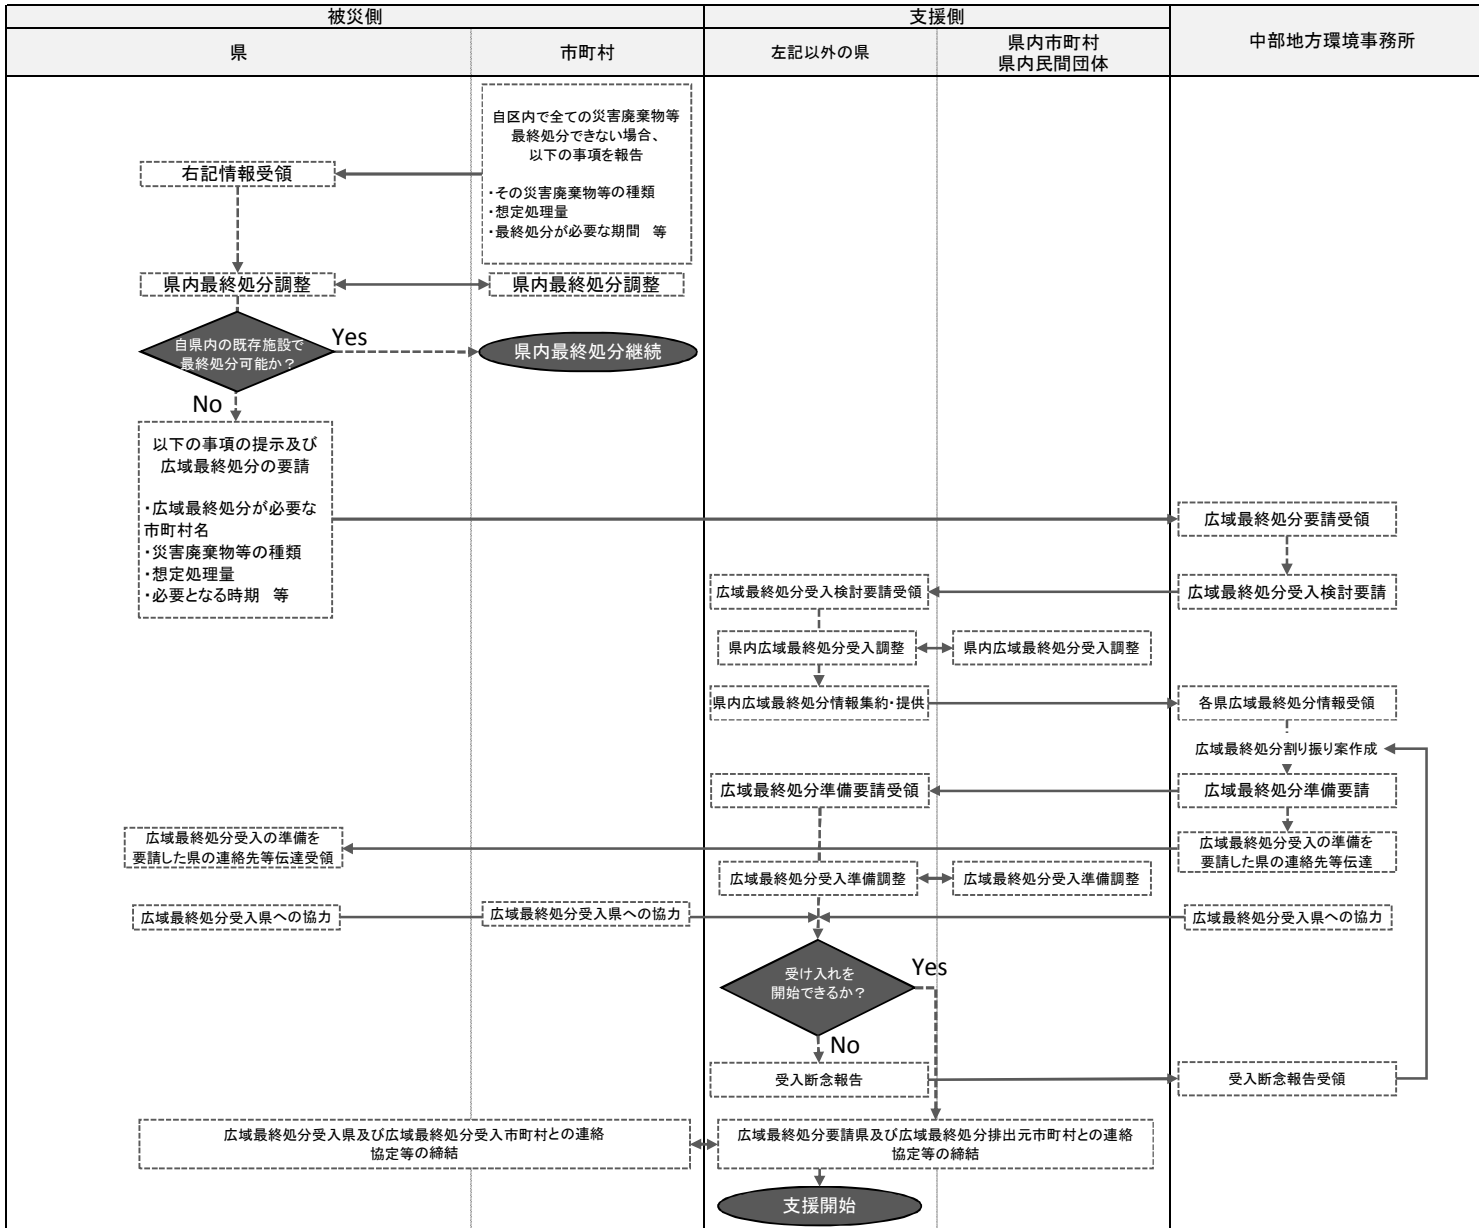 被災側
支援側
中部地方環境事務所
県
市町村
左記以外の県
県内市町村
県内民間団体
自区内で全ての災害廃棄物等
最終処分できない場合、
以下の事項を報告
・その災害廃棄物等の種類
・想定処理量
・最終処分が必要な期間　等
右記情報受領
県内最終処分調整
県内最終処分調整
自県内の既存施設で
最終処分可能か？
Yes
県内最終処分継続
No
以下の事項の提示及び
広域最終処分の要請
・広域最終処分が必要な
市町村名
・災害廃棄物等の種類
・想定処理量
・必要となる時期　等
広域最終処分要請受領
広域最終処分受入検討要請受領
広域最終処分受入検討要請
県内広域最終処分受入調整
県内広域最終処分受入調整
県内広域最終処分情報集約・提供
各県広域最終処分情報受領
広域最終処分割り振り案作成
広域最終処分準備要請受領
広域最終処分準備要請
広域最終処分受入の準備を
要請した県の連絡先等伝達受領
広域最終処分受入の準備を
要請した県の連絡先等伝達
広域最終処分受入準備調整
広域最終処分受入準備調整
広域最終処分受入県への協力
広域最終処分受入県への協力
広域最終処分受入県への協力
受け入れを
開始できるか？
Yes
No
受入断念報告
受入断念報告受領
広域最終処分受入県及び広域最終処分受入市町村との連絡
協定等の締結
広域最終処分要請県及び広域最終処分排出元市町村との連絡
協定等の締結
支援開始